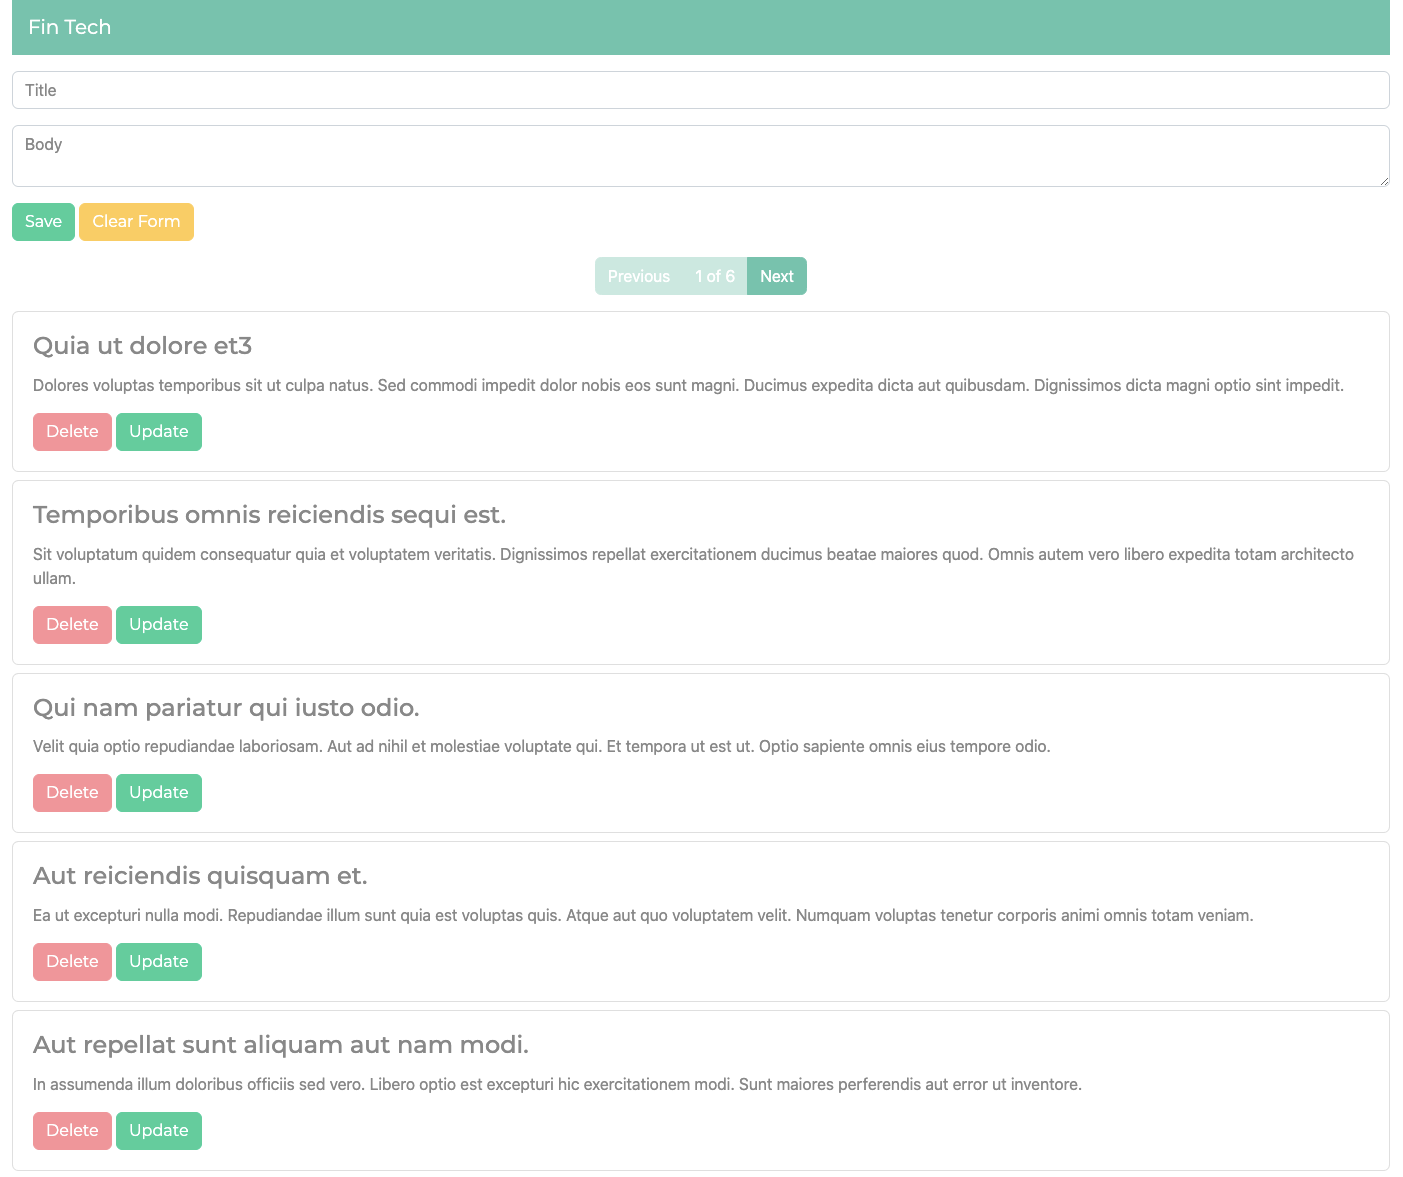 Fin Tech
Title
Body
Save Clear Form
Previous 1 of 6 Next
Quia ut dolore et3
Dolores voluptas temporibus sit ut culpa natus. Sed commodi impedit dolor nobis eos sunt magni. Ducimus expedita dicta aut quibusdam. Dignissimos dicta magni optio sint impedit.
Delete Update
Temporibus omnis reiciendis sequi est.
Sit voluptatum quidem consequatur quia et voluptatem veritatis. Dignissimos repellat exercitationem ducimus beatae maiores quod. Omnis autem vero libero expedita totam architecto
ullam.
Delete Update
Qui nam pariatur qui iusto odio.
Velit quia optio repudiandae laboriosam. Aut ad nihil et molestiae voluptate qui. Et tempora ut est ut. Optio sapiente omnis eius tempore odio.
Delete Update
Aut reiciendis quisquam et.
Ea ut excepturi nulla modi. Repudiandae illum sunt quia est voluptas quis. Atque aut quo voluptatem velit. Numquam voluptas tenetur corporis animi omnis totam veniam.
Delete Update
Aut repellat sunt aliquam aut nam modi.
In assumenda illum doloribus officiis sed vero. Libero optio est excepturi hic exercitationem modi. Sunt maiores perferendis aut error ut inventore.
Delete Update